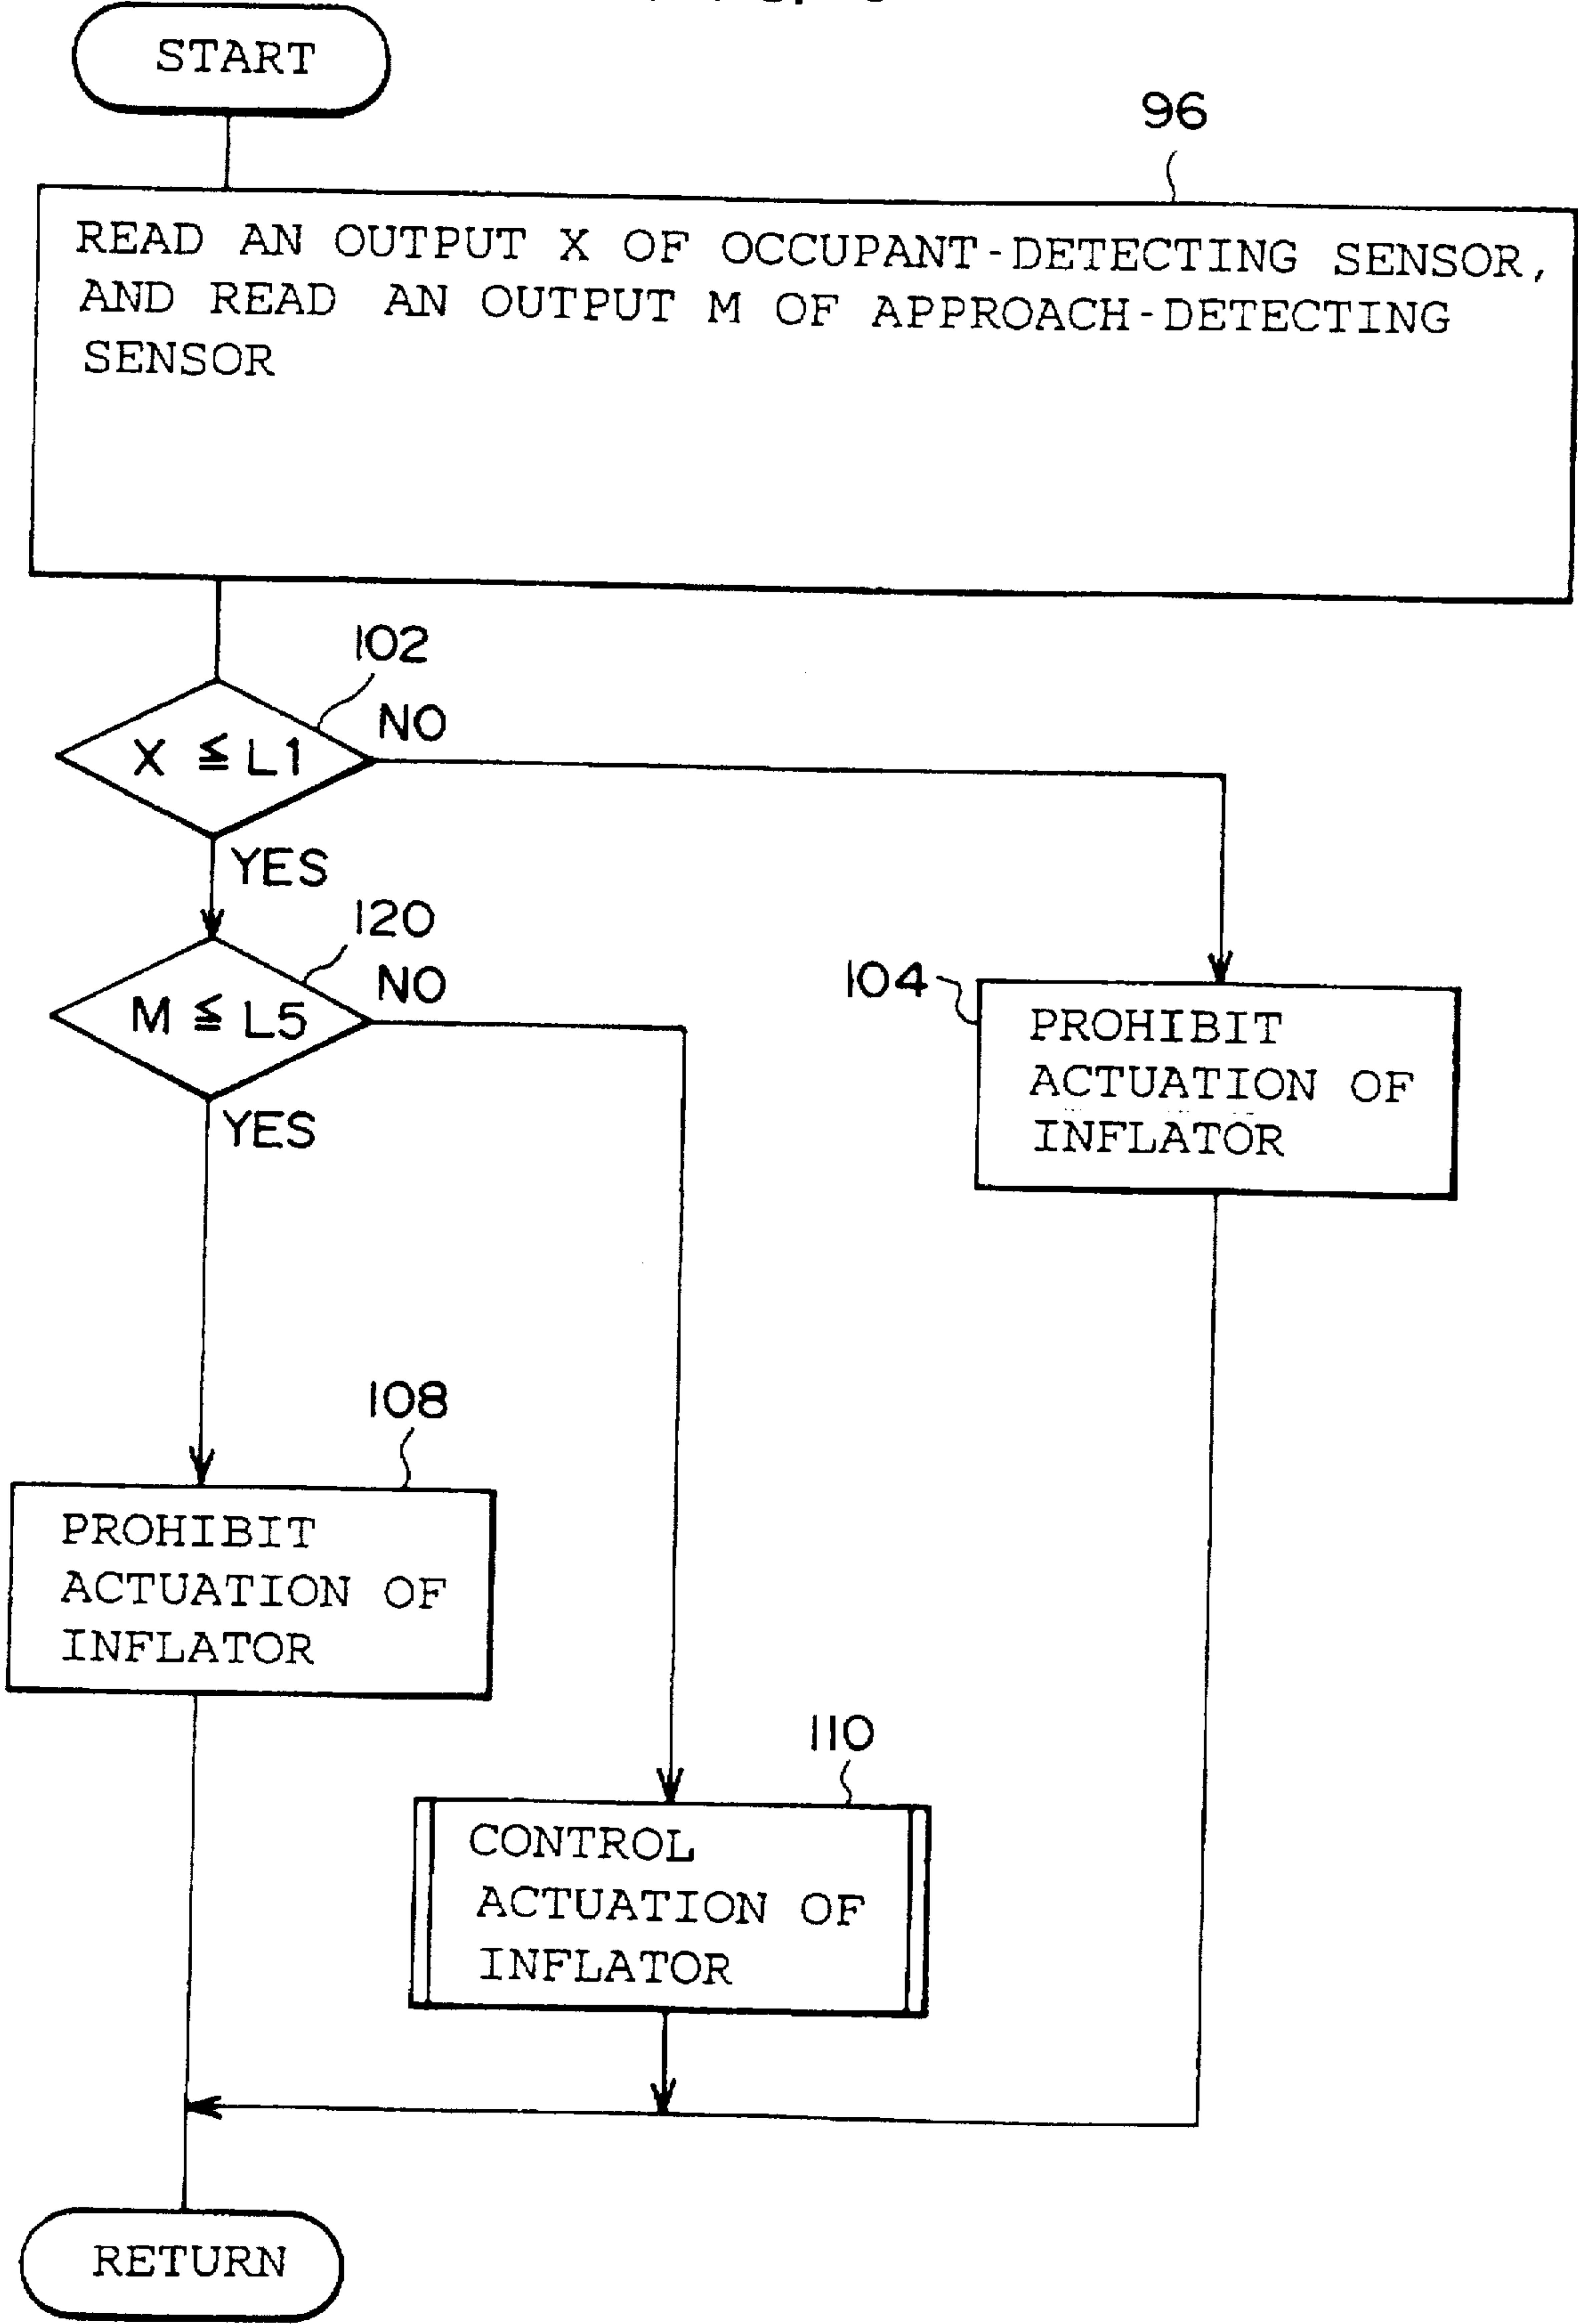 START
96
READ AN OUTPUT X OF OCCUPANT-DETECTING SENSOR,
AND READ AN OUTPUT M OF APPROACH-DETECTING
SENSOR
102
X ≦ L1
NO
YES
120
M ≦ L5
NO
YES
104
PROHIBIT
ACTUATION OF
INFLATOR
108
PROHIBIT
ACTUATION OF
INFLATOR
110
CONTROL
ACTUATION OF
INFLATOR
RETURN